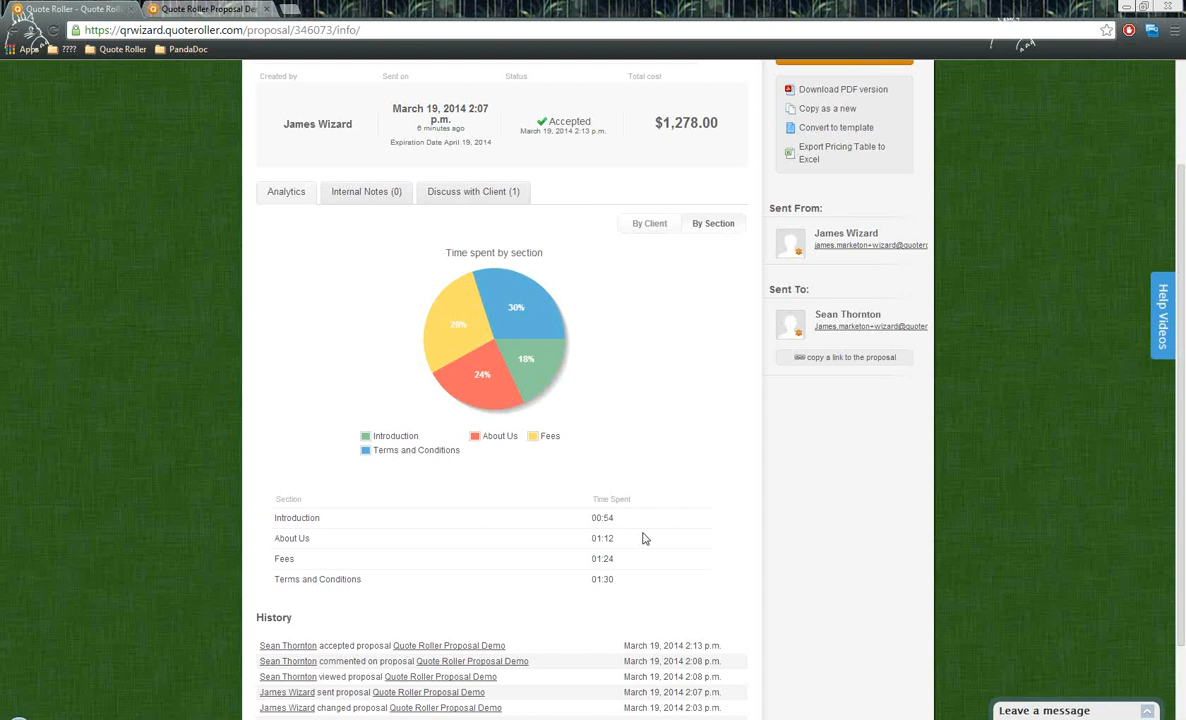 Quote Roller - Quote Roll
Quote Roller Proposal De
https://qrwizard.quoteroller.com/proposal/346073/info/
Apps
????
Quote Roller
PandaDoc
Created by
Sent on
Status
Total cost
James Wizard
March 19, 2014 2:07
p.m.
6 minutes ago
Expiration Date April 19, 2014
Accepted
March 19, 2014 2:13 p.m.
$1,278.00
Download PDF version
Copy as a new
Convert to template
Export Pricing Table to
Excel
Analytics
Internal Notes (0)
Discuss with Client (1)
By Client
By Section
Sent From:
James Wizard
james.marketon+wizard@quoterc
Sent To:
Sean Thornton
James.marketon+wizard@quoter
copy a link to the proposal
Help Videos
Time spent by section
30%
28%
18%
24%
Introduction
About Us
Fees
Terms and Conditions
Section
Time Spent
Introduction
00:54
About Us
01:12
Fees
01:24
Terms and Conditions
01:30
History
Sean Thornton accepted proposal Quote Roller Proposal Demo
March 19, 2014 2:13 p.m.
Sean Thornton commented on proposal Quote Roller Proposal Demo
March 19, 2014 2:08 p.m.
Sean Thornton viewed proposal Quote Roller Proposal Demo
March 19, 2014 2:08 p.m.
James Wizard sent proposal Quote Roller Proposal Demo
March 19, 2014 2:07 p.m.
James Wizard changed proposal Quote Roller Proposal Demo
March 19, 2014 2:03 p.m.
Leave a message